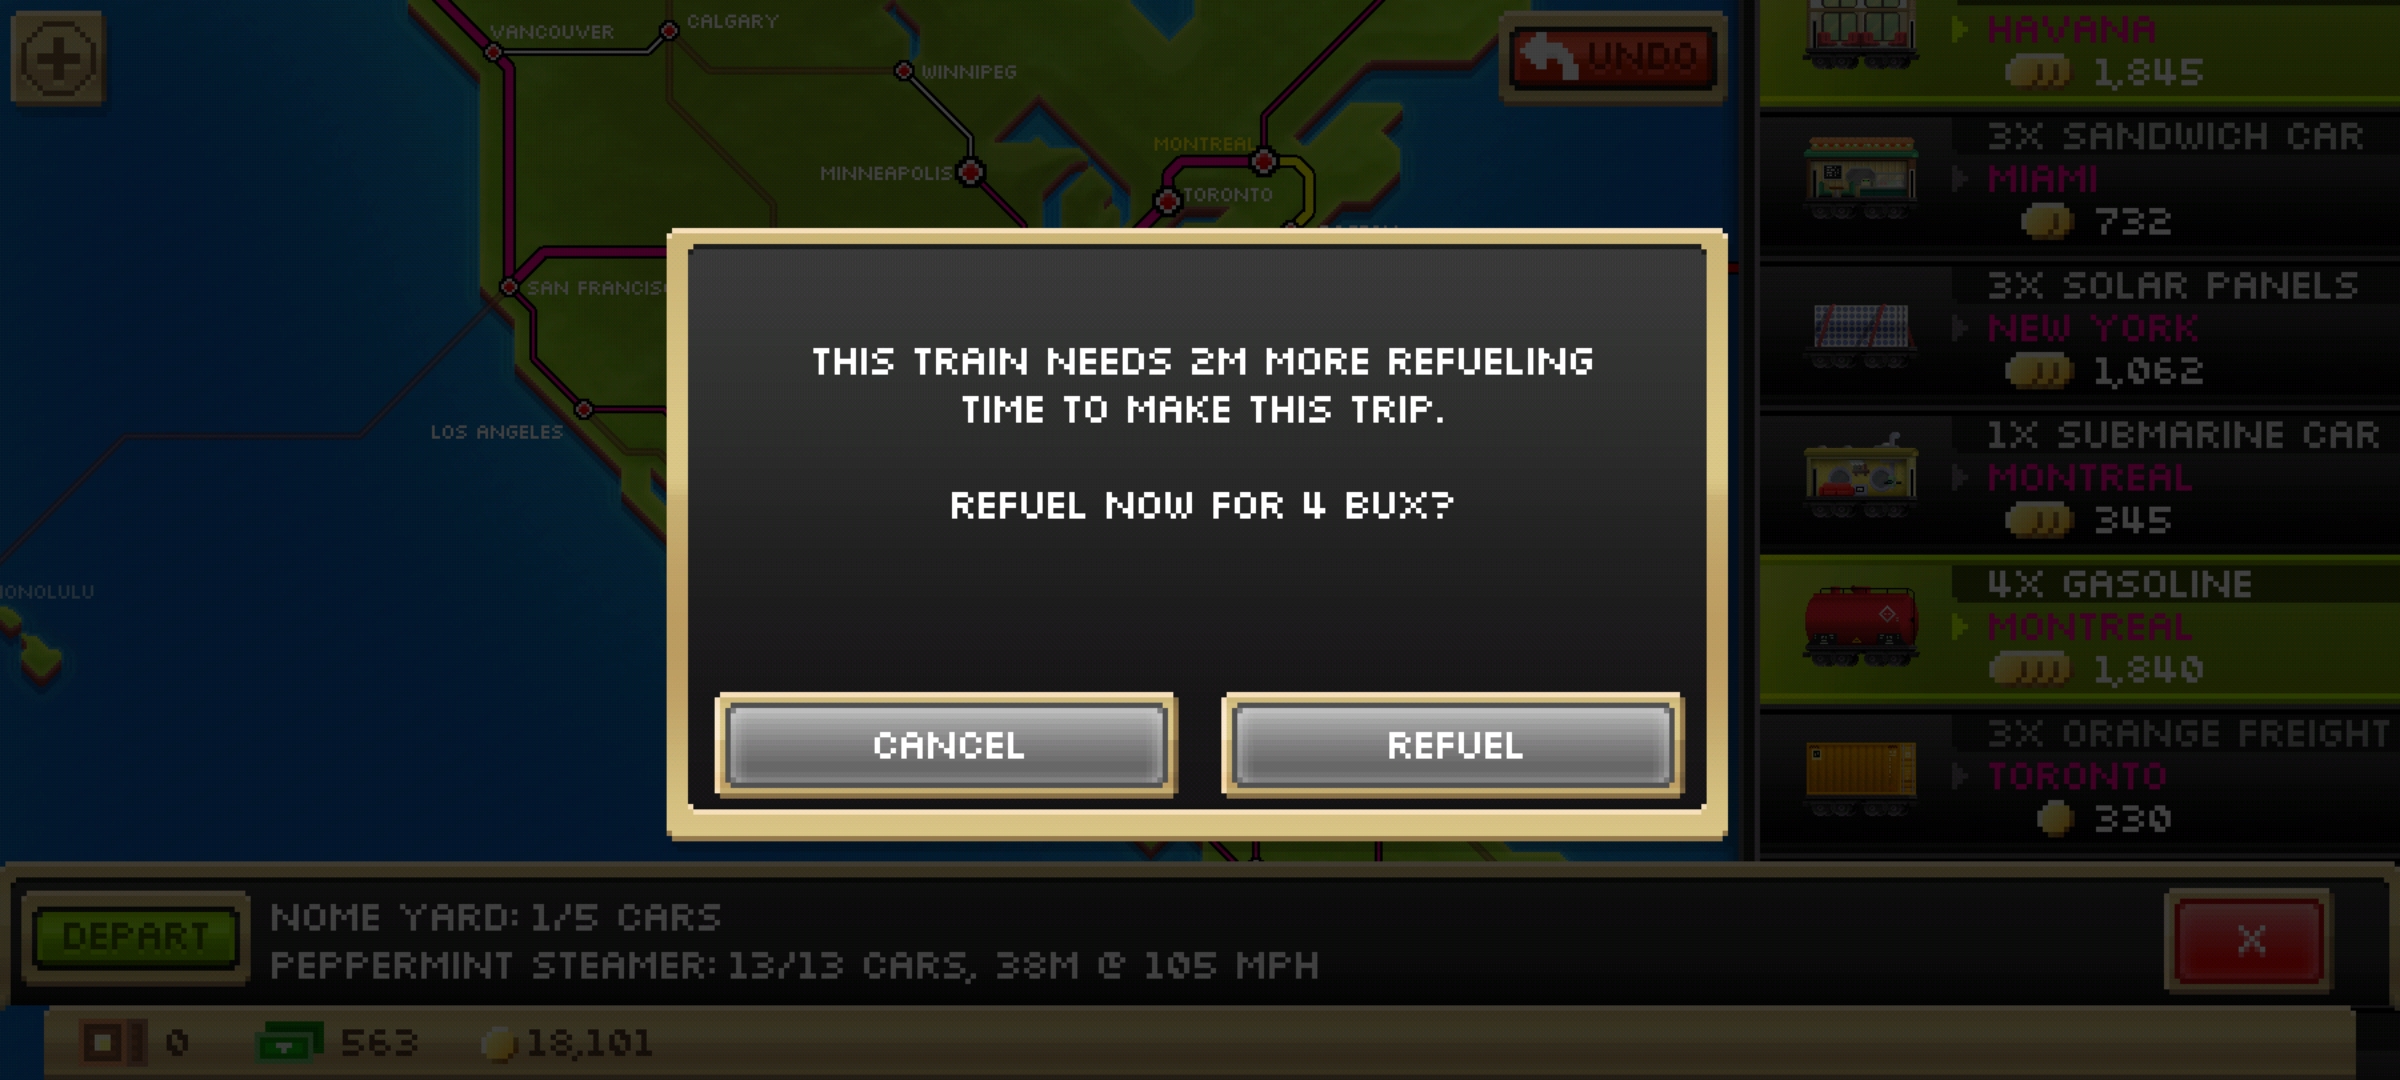 VANCOUVER
CALGARY
WINNIPEG
MINNEAPOLIS
MONTREAL
TORONTO
SAN FRANCISC
LOS ANGELES
HONOLULU
UNDO
HAVANA
1,845
3X SANDWICH CAR
MIAMI
732
3X SOLAR PANELS
NEW YORK
1,062
1X SUBMARINE CAR
MONTREAL
345
4X GASOLINE
MONTREAL
1,840
3X ORANGE FREIGHT
TORONTO
330
THIS TRAIN NEEDS 2M MORE REFUELING
TIME TO MAKE THIS TRIP.
REFUEL NOW FOR 4 BUX?
CANCEL
REFUEL
DEPART
NOME YARD: 1/5 CARS
PEPPERMINT STEAMER: 13/13 CARS, 38M @ 105 MPH
X
0
563
18,101